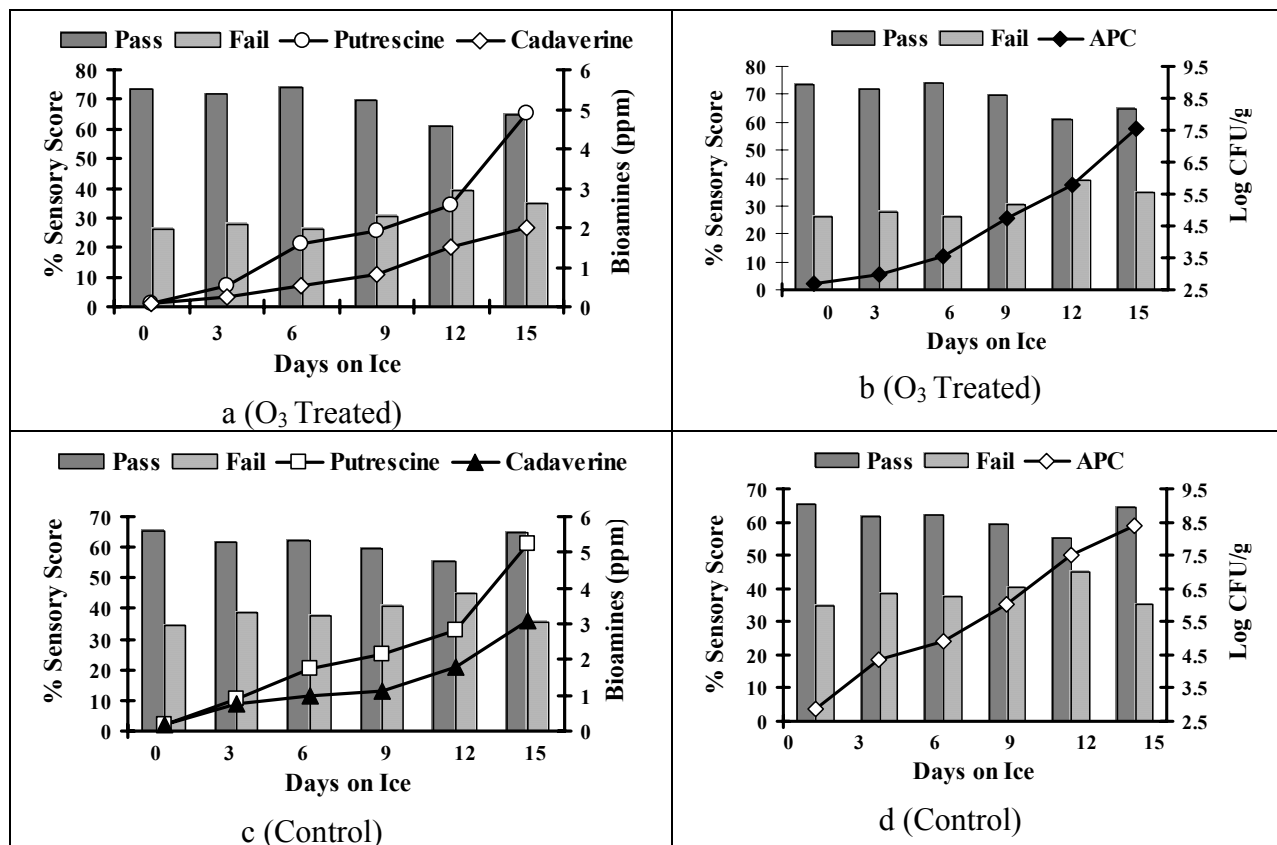 Pass Fail Putrescine Cadaverine
80
70
60
50
40
30
20
10
0
% Sensory Score
6
5
4
3
2
1
0
Bioamines (ppm)
0 3 6 9 12 15
Days on Ice
a (O₃ Treated)
Pass Fail APC
80
70
60
50
40
30
20
10
0
% Sensory Score
9.5
8.5
7.5
6.5
5.5
4.5
3.5
2.5
Log CFU/g
0 3 6 9 12 15
Days on Ice
b (O₃ Treated)
Pass Fail Putrescine Cadaverine
70
60
50
40
30
20
10
0
% Sensory Score
6
5
4
3
2
1
0
Bioamines (ppm)
0 3 6 9 12 15
Days on Ice
c (Control)
Pass Fail APC
70
60
50
40
30
20
10
0
% Sensory Score
9.5
8.5
7.5
6.5
5.5
4.5
3.5
2.5
Log CFU/g
0 3 6 9 12 15
Days on Ice
d (Control)